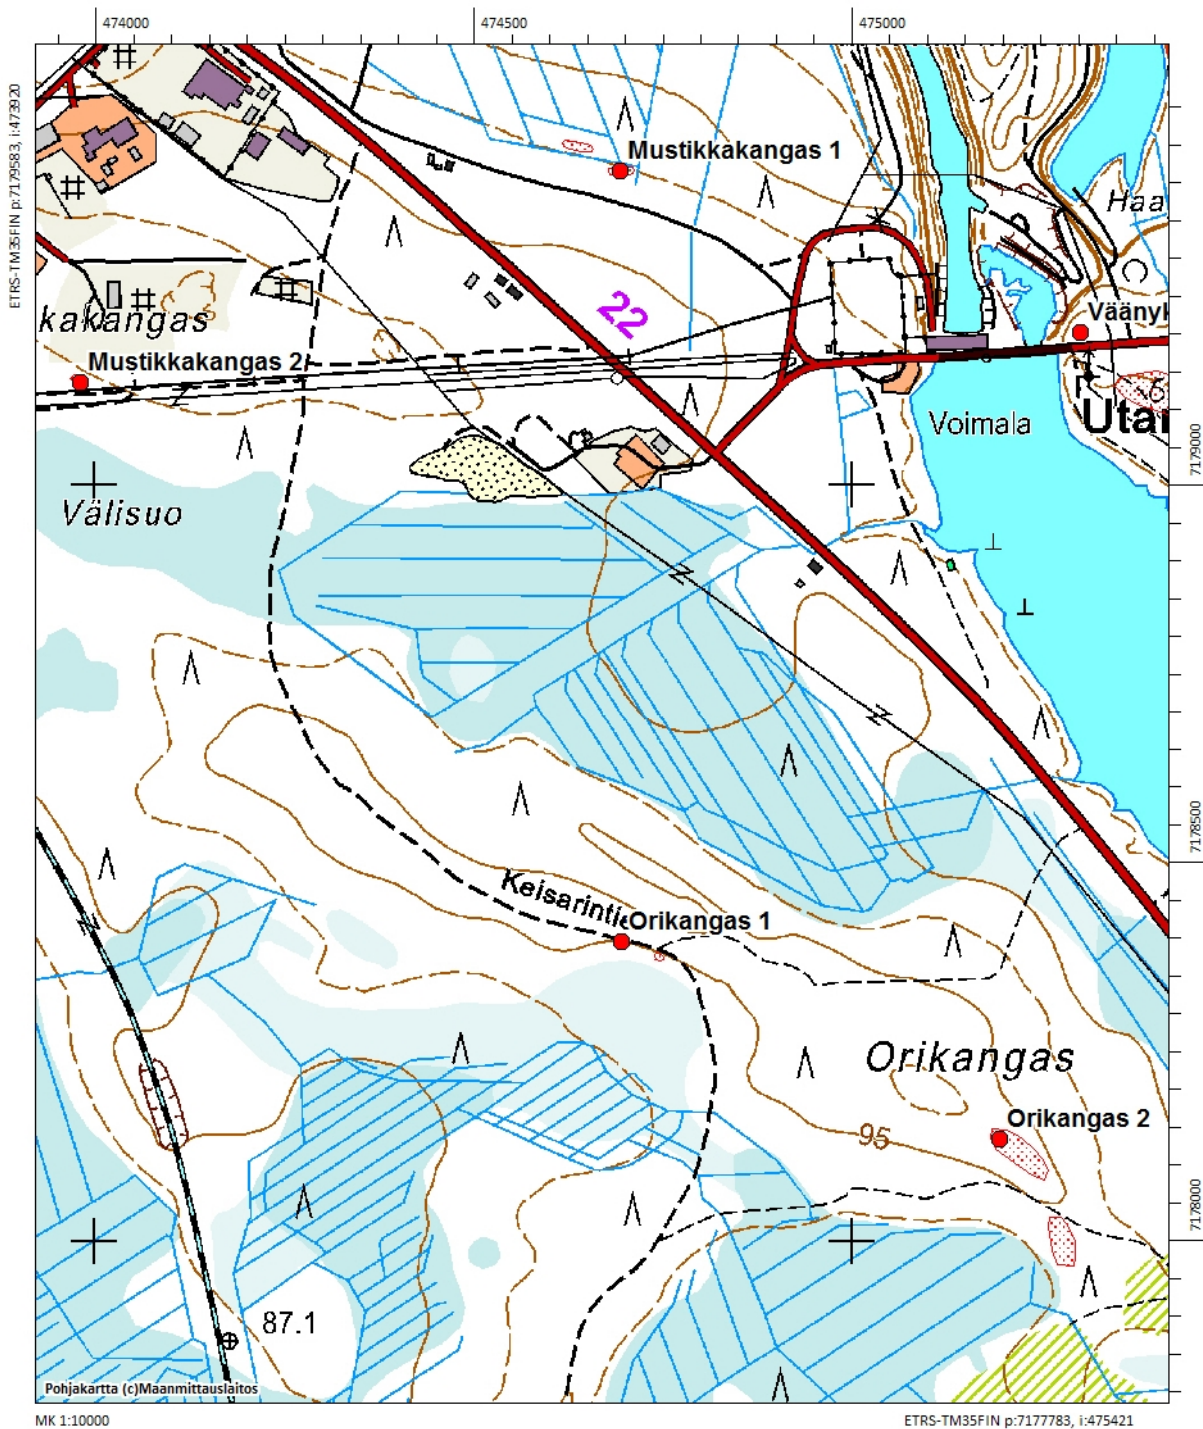 474000 474500 475000
ETRS-TM35FIN p:7179583, i:473920
Mustikkakangas 1
Haa
22
kakangas
Väänyk
Mustikkakangas 2
Voimala
Uta
7179000
Välisuo
7178500
Keisarintie
Orikangas 1
Orikangas
Orikangas 2
95
7178000
87.1
Pohjakartta (c)Maanmittauslaitos
MK 1:10000
ETRS-TM35FIN p:7177783, i:475421